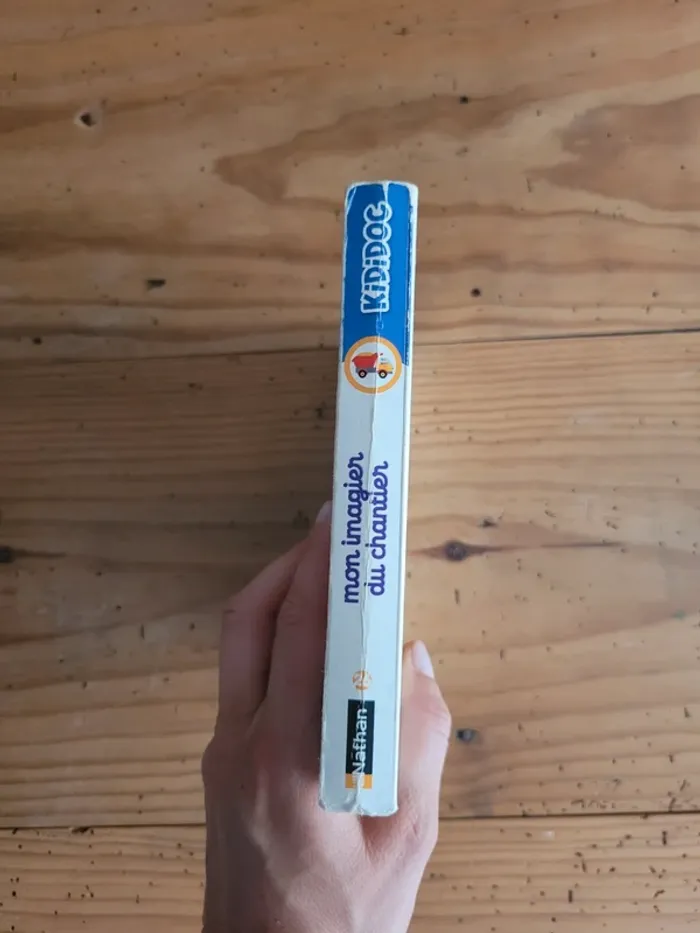 KiDiDOC
mon imagier
du chantier
Nathan